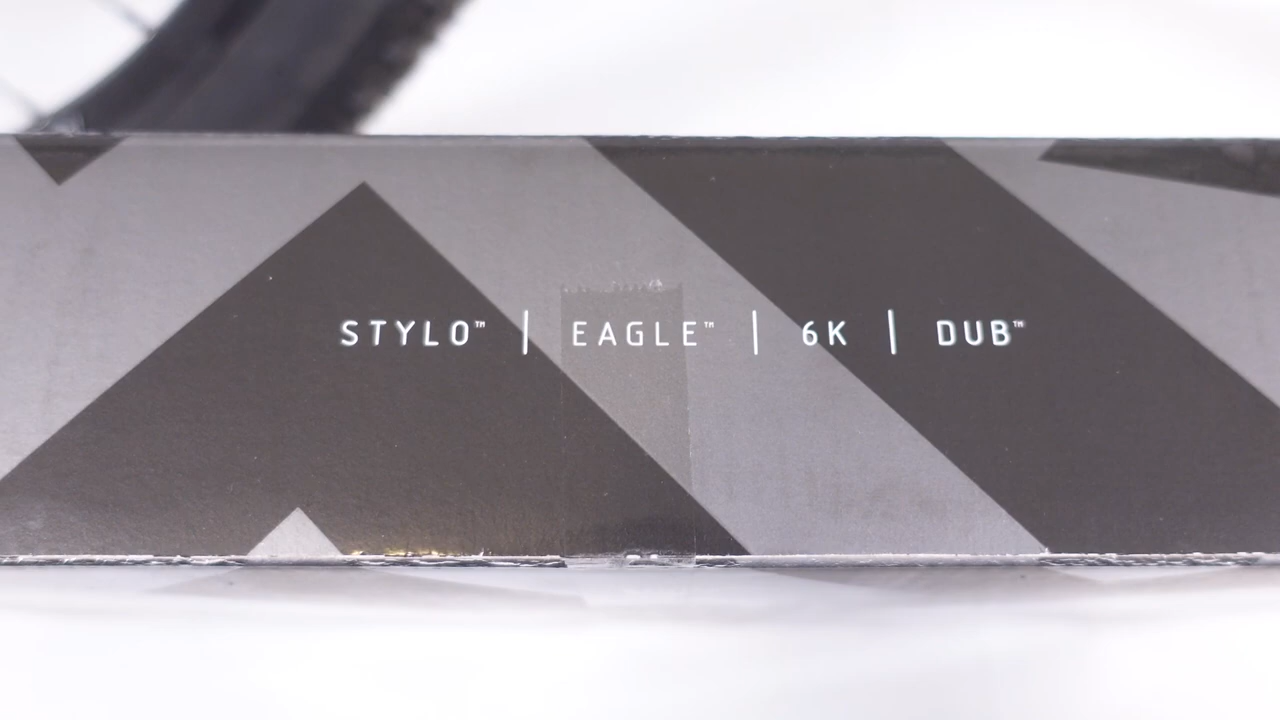 STYLO™ | EAGLE™ | 6K | DUB™